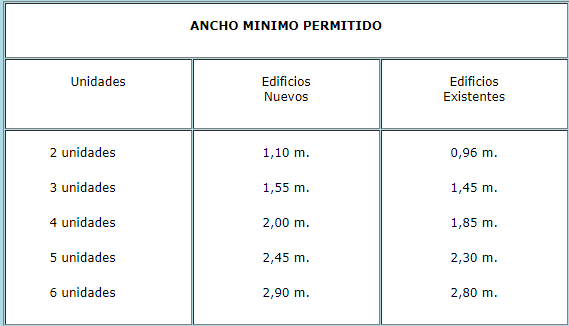 ANCHO MINIMO PERMITIDO
Unidades
Edificios
Nuevos
Edificios
Existentes
2 unidades 1,10 m. 0,96 m.
3 unidades 1,55 m. 1,45 m.
4 unidades 2,00 m. 1,85 m.
5 unidades 2,45 m. 2,30 m.
6 unidades 2,90 m. 2,80 m.